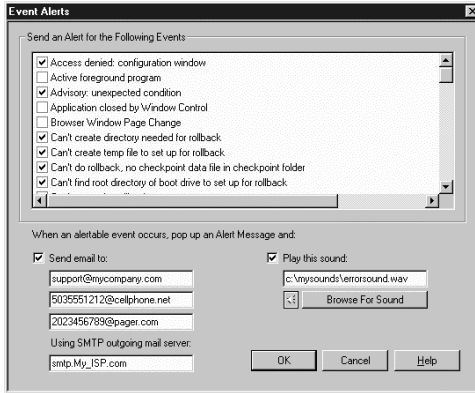 Event Alerts
Send an Alert for the Following Events
Access denied: configuration window
Active foreground program
Advisory: unexpected condition
Application closed by Window Control
Browser Window Page Change
Can't create directory needed for rollback
Can't create temp file to set up for rollback
Can't do rollback, no checkpoint data file in checkpoint folder
Can't find root directory of boot drive to set up for rollback
When an alertable event occurs, pop up an Alert Message and:
Send email to:
support@mycompany.com
5035551212@cellphone.net
2023456789@pager.com
Using SMTP outgoing mail server:
smtp.My_ISP.com
Play this sound:
c:\mysounds\errorsound.wav
Browse For Sound
OK
Cancel
Help